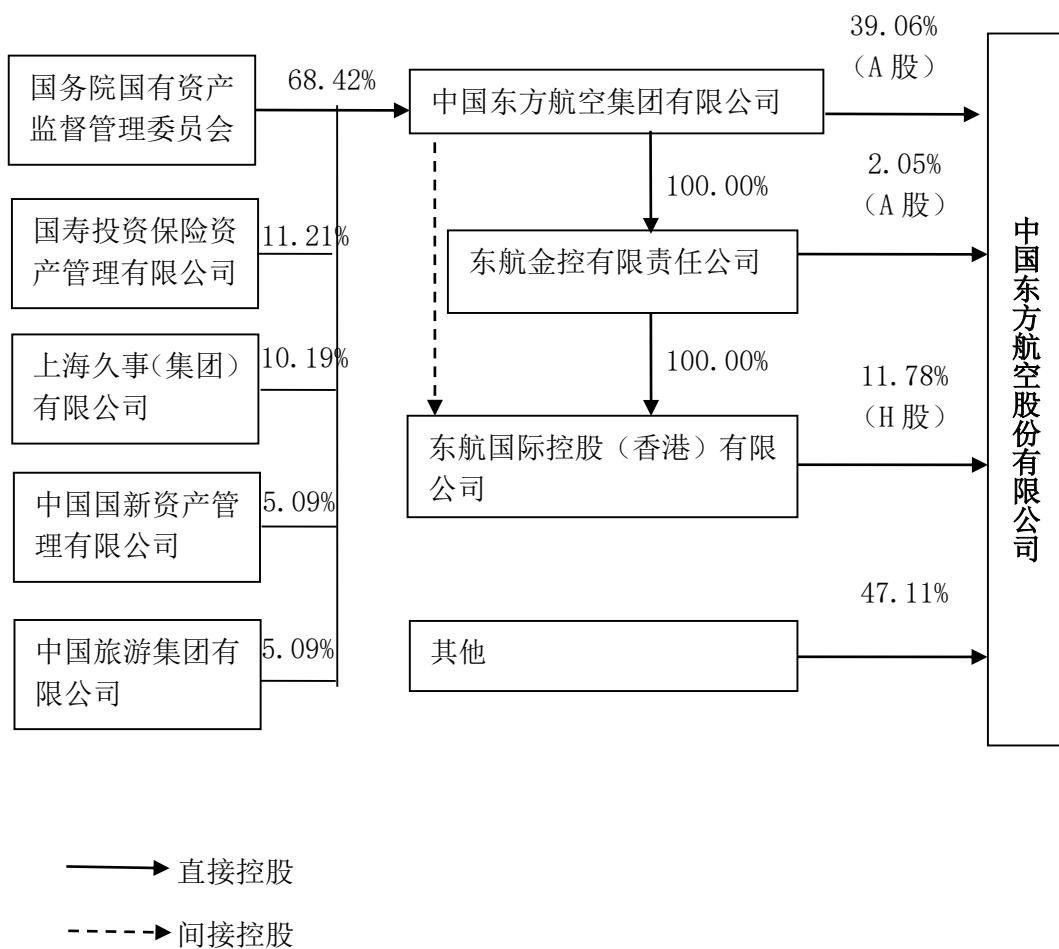 39.06%
（A 股）
国务院国有资产
监督管理委员会
68.42%
中国东方航空集团有限公司
2.05%
（A 股）
100.00%
国寿投资保险资
产管理有限公司
11.21%
东航金控有限责任公司
上海久事（集团）
有限公司
10.19%
100.00%
11.78%
（H 股）
东航国际控股（香港）有限
公司
中国国新资产管
理有限公司
5.09%
47.11%
中国旅游集团有
限公司
5.09%
其他
中国东方航空股份有限公司
直接控股
间接控股